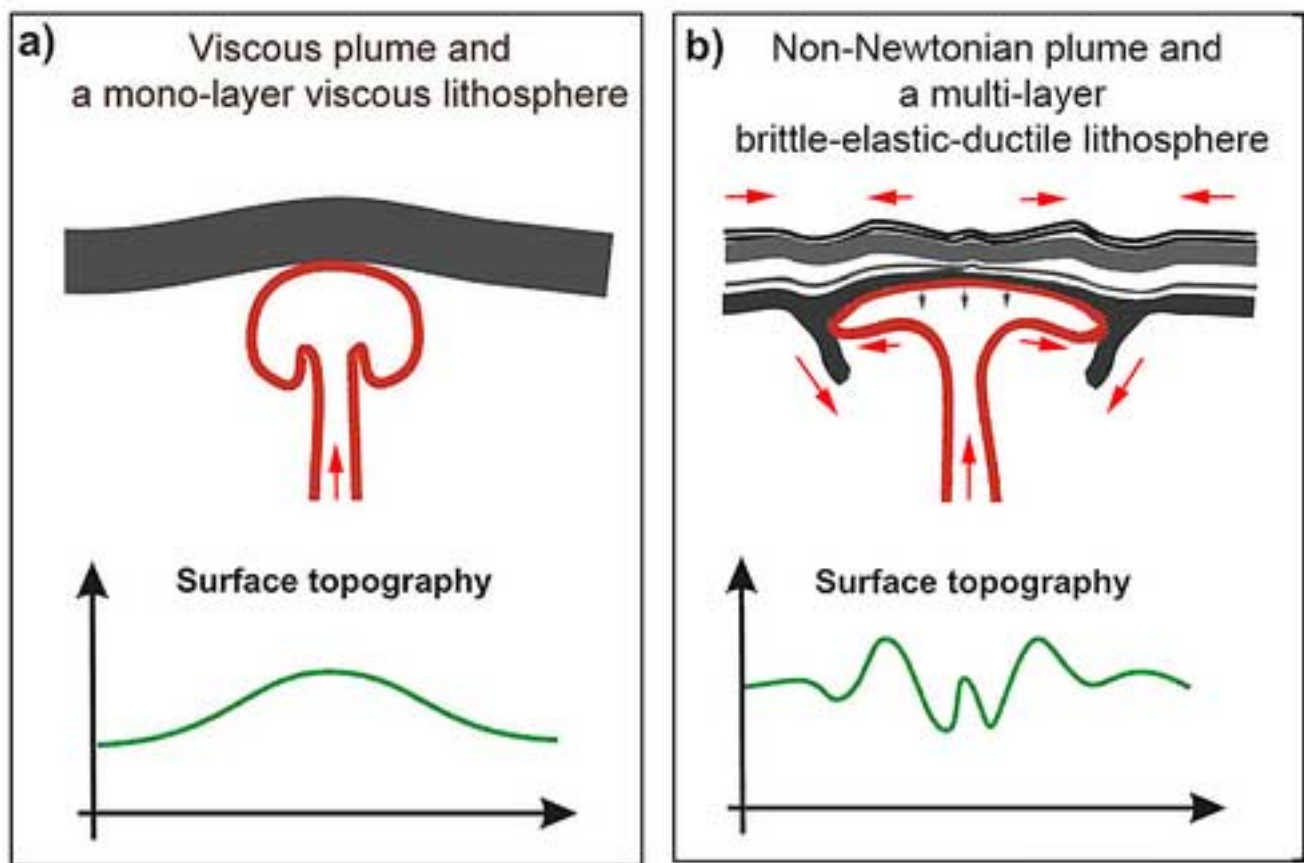 a)
Viscous plume and
a mono-layer viscous lithosphere
Surface topography
b)
Non-Newtonian plume and
a multi-layer
brittle-elastic-ductile lithosphere
Surface topography